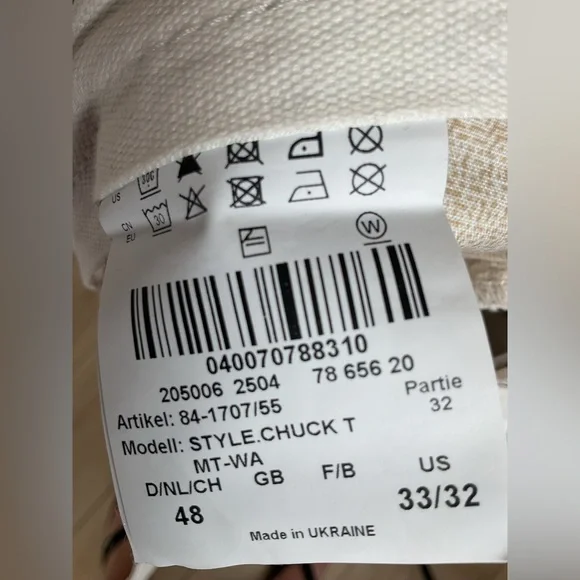 US 30C
CN
EU 30
W
040070788310
205006 2504 78 656 20
Artikel: 84-1707/55 Partie
Modell: STYLE.CHUCK T 32
MT-WA
D/NL/CH GB F/B US
48 33/32
Made in UKRAINE